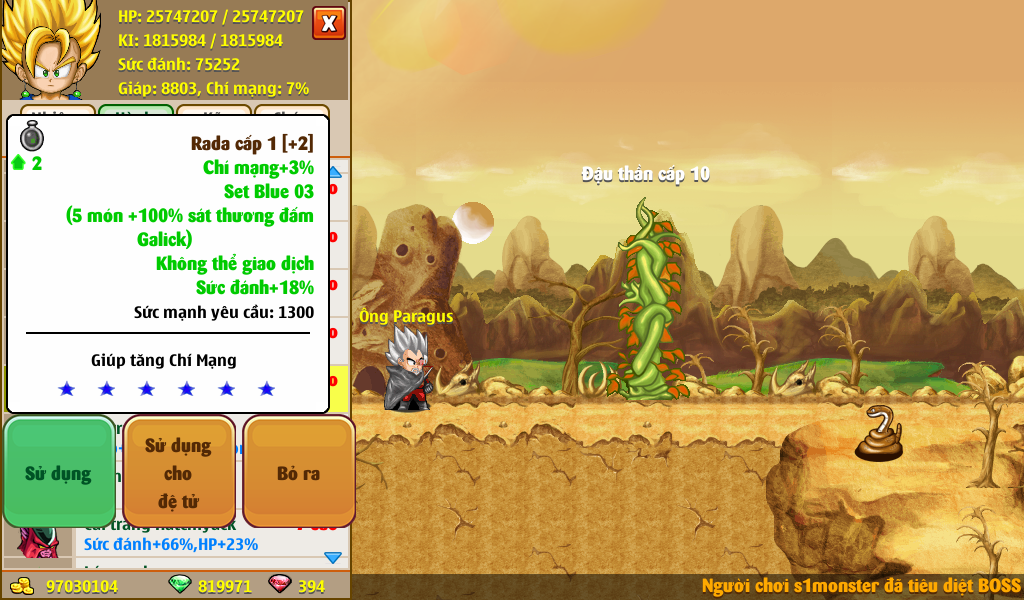 HP: 25747207 / 25747207
KI: 1815984 / 1815984
Sức đánh: 75252
Giáp: 8803, Chí mạng: 7%
X
Rada cấp 1 [+2]
2
Chí mạng+3%
Set Blue 03
(5 món +100% sát thương đấm
Galick)
Không thể giao dịch
Sức đánh+18%
Sức mạnh yêu cầu: 1300
Giúp tăng Chí Mạng
Sử dụng
Sử dụng
cho
đệ tử
Bỏ ra
Sức đánh+66%,HP+23%
97030104
819971
394
Đậu thần cấp 10
Ông Paragus
Người chơi s1monster đã tiêu diệt BOSS